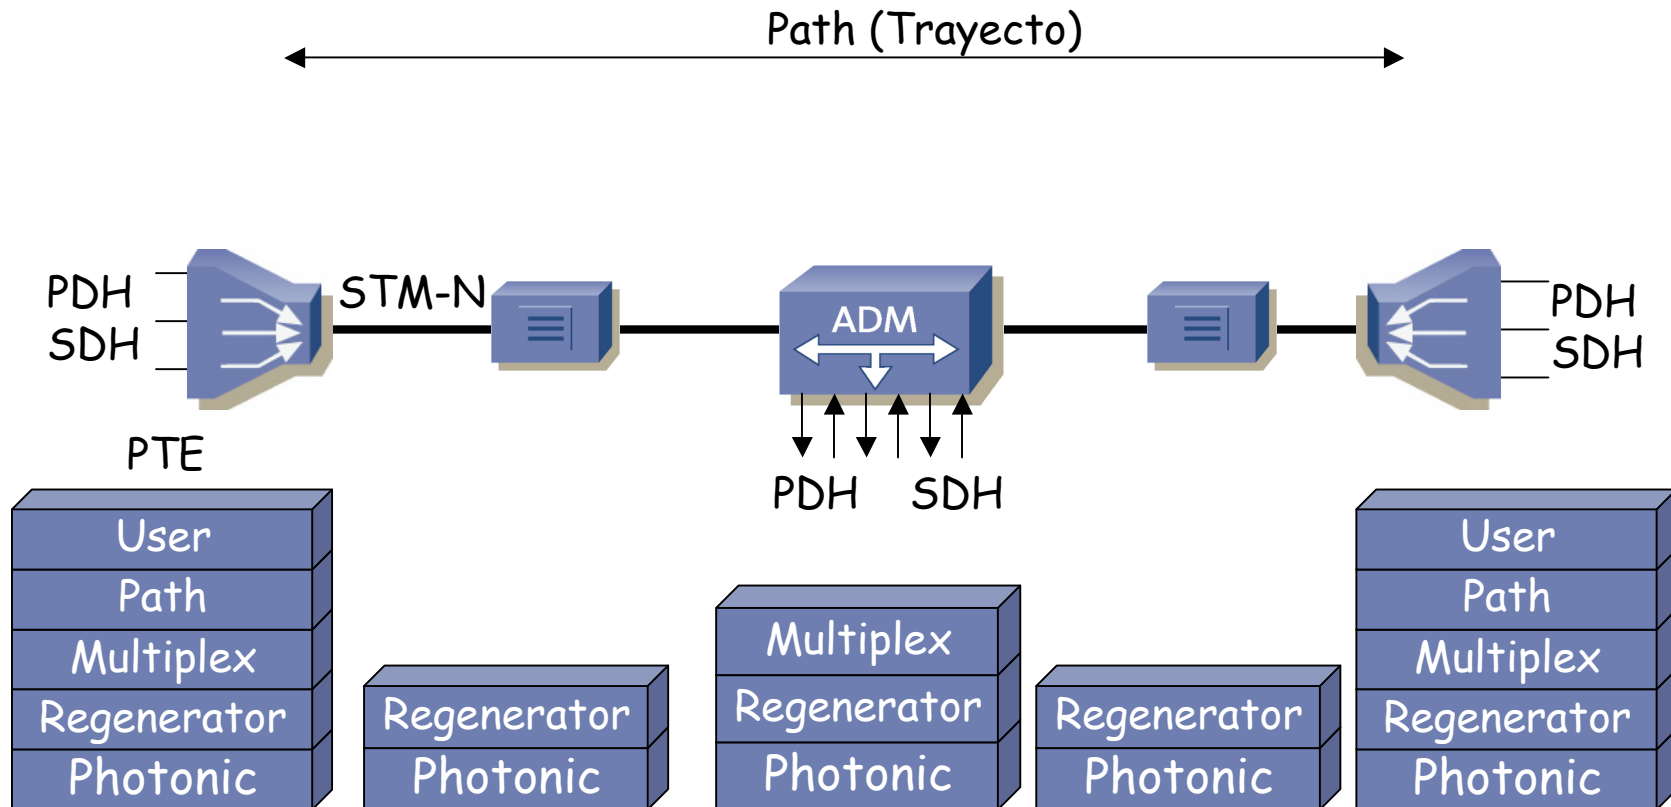 Path (Trayecto)
PDH
SDH
STM-N
ADM
PDH
SDH
PTE
PDH SDH
User
Path
Multiplex
Regenerator
Photonic
Regenerator
Photonic
Multiplex
Regenerator
Photonic
Regenerator
Photonic
User
Path
Multiplex
Regenerator
Photonic